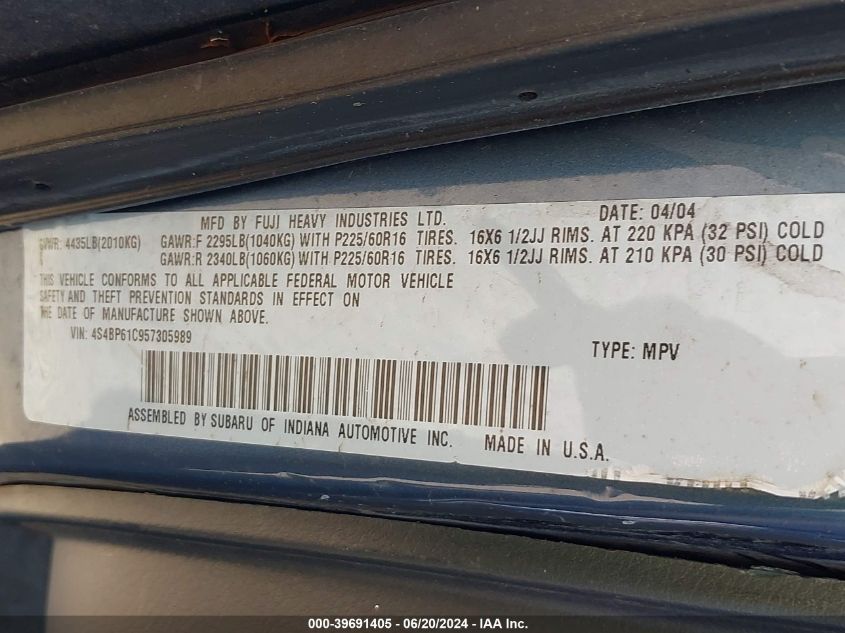 MFD BY FUJI HEAVY INDUSTRIES LTD. DATE: 04/04
GVWR: 4435LB(2010KG) GAWR:F 2295LB(1040KG) WITH P225/60R16 TIRES. 16X6 1/2JJ RIMS. AT 220 KPA (32 PSI) COLD
GAWR:R 2340LB(1060KG) WITH P225/60R16 TIRES. 16X6 1/2JJ RIMS. AT 210 KPA (30 PSI) COLD
THIS VEHICLE CONFORMS TO ALL APPLICABLE FEDERAL MOTOR VEHICLE
SAFETY AND THEFT PREVENTION STANDARDS IN EFFECT ON
THE DATE OF MANUFACTURE SHOWN ABOVE.
VIN: 4S4BP61C957305989
TYPE: MPV
ASSEMBLED BY SUBARU OF INDIANA AUTOMOTIVE INC. MADE IN U.S.A.
000-39691405 - 06/20/2024 - IAA Inc.